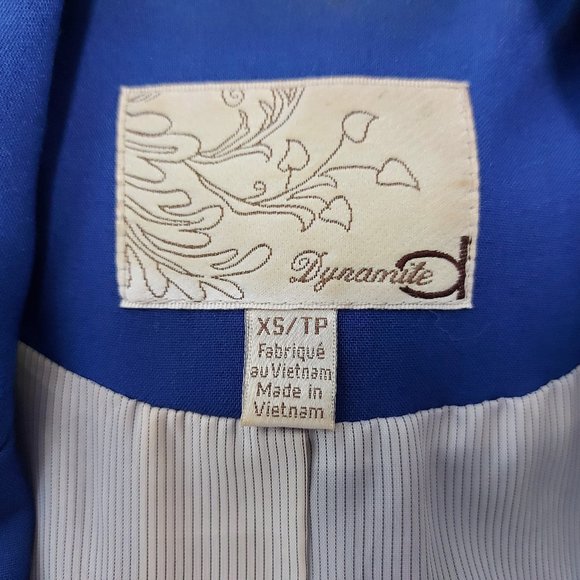 Dynamite d
XS/TP
Fabriqué
au Vietnam
Made in
Vietnam